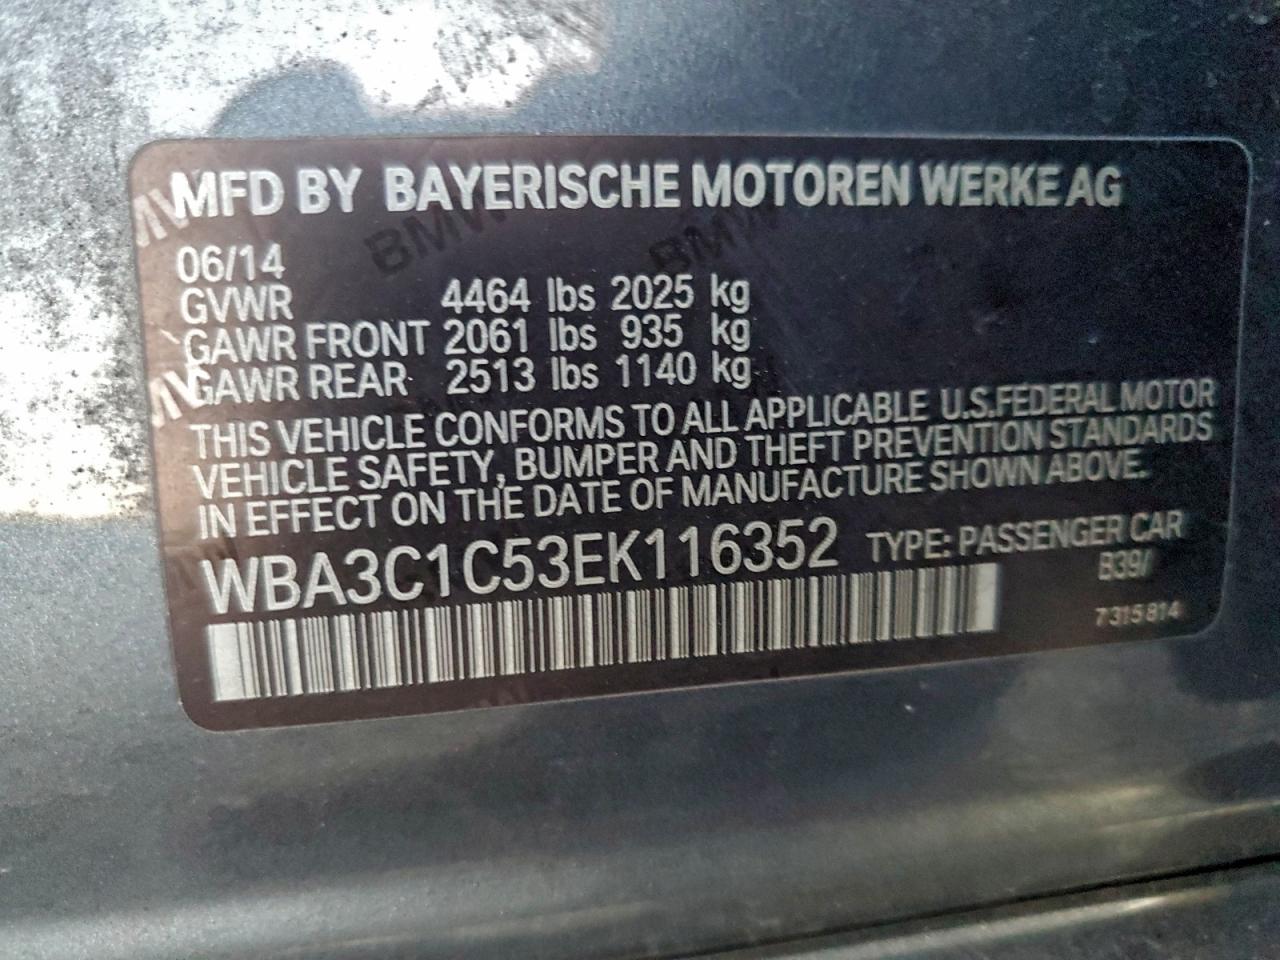 MFD BY BAYERISCHE MOTOREN WERKE AG
06/14
GVWR 4464 lbs 2025 kg
GAWR FRONT 2061 lbs 935 kg
GAWR REAR 2513 lbs 1140 kg
THIS VEHICLE CONFORMS TO ALL APPLICABLE U.S.FEDERAL MOTOR
VEHICLE SAFETY, BUMPER AND THEFT PREVENTION STANDARDS
IN EFFECT ON THE DATE OF MANUFACTURE SHOWN ABOVE.
WBA3C1C53EK116352 TYPE: PASSENGER CAR
B39/
7315814
BMW
BMW